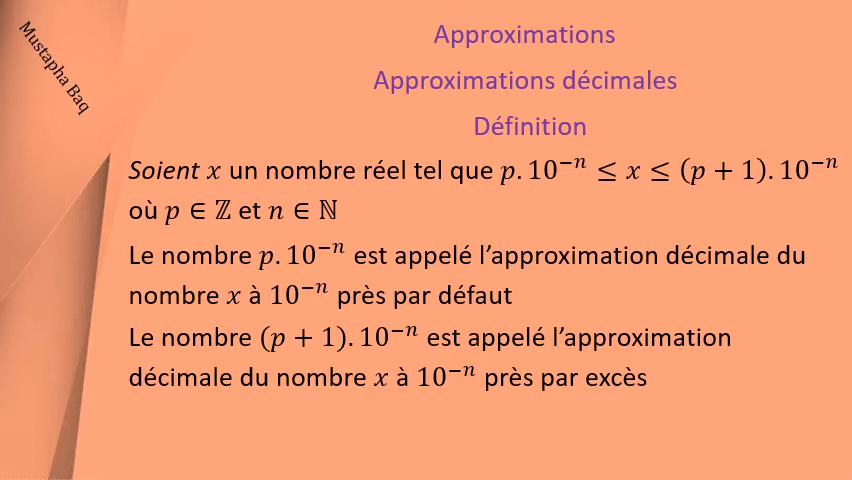 Mustapha Baq
Approximations
Approximations décimales
Définition
Soient 𝑥 un nombre réel tel que 𝑝. 10⁻ⁿ ≤ 𝑥 ≤ (𝑝 + 1). 10⁻ⁿ
où 𝑝 ∈ ℤ et 𝑛 ∈ ℕ
Le nombre 𝑝. 10⁻ⁿ est appelé l’approximation décimale du
nombre 𝑥 à 10⁻ⁿ près par défaut
Le nombre (𝑝 + 1). 10⁻ⁿ est appelé l’approximation
décimale du nombre 𝑥 à 10⁻ⁿ près par excès